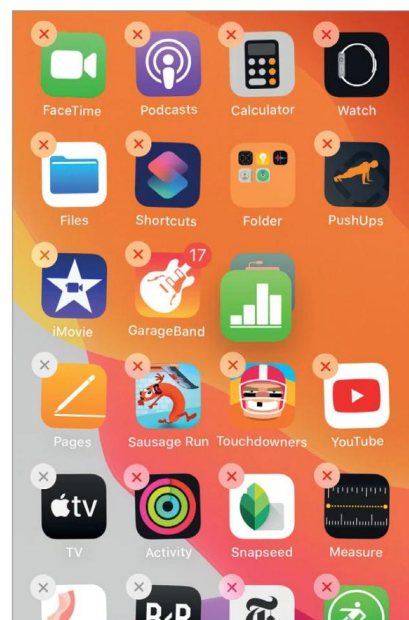 FaceTime
Podcasts
Calculator
Watch
Files
Shortcuts
Folder
PushUps
iMovie
17
GarageBand
Pages
Sausage Run
Touchdowners
YouTube
tv
TV
Activity
Snapseed
Measure